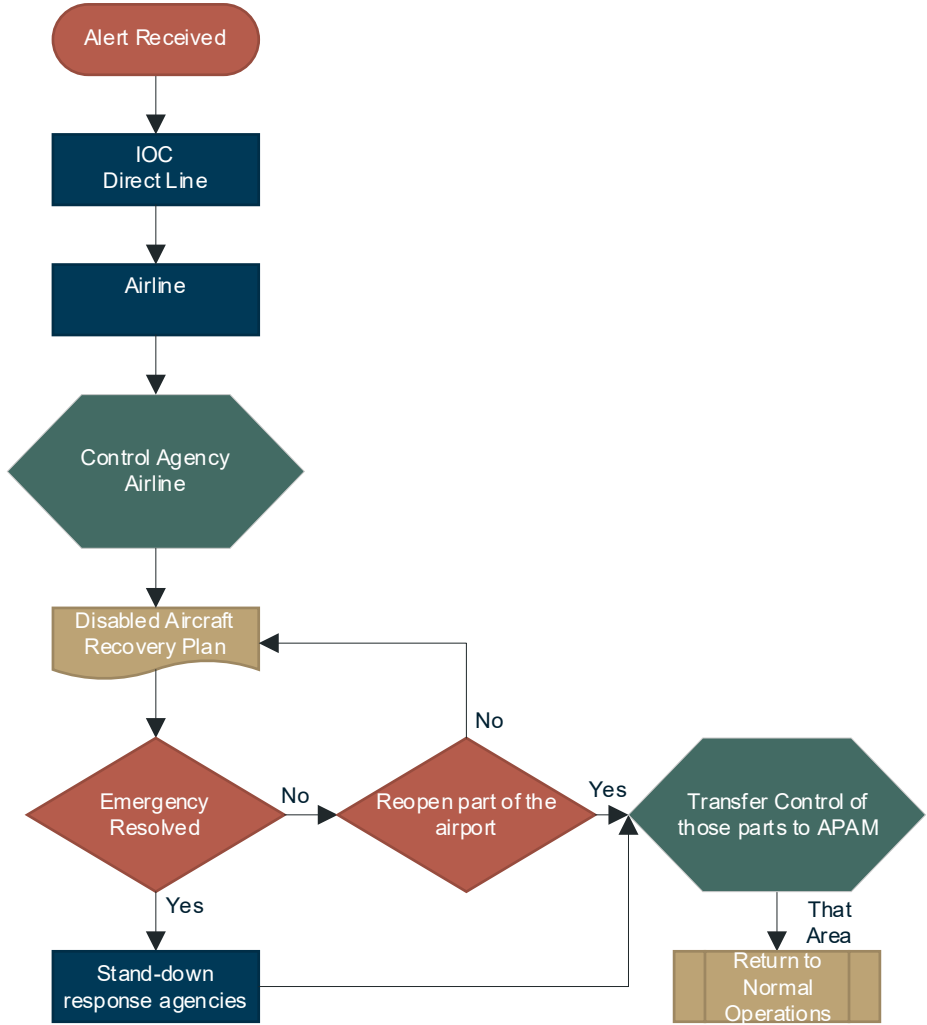 Alert Received
IOC
Direct Line
Airline
Control Agency
Airline
Disabled Aircraft
Recovery Plan
No
Emergency
Resolved
No
Reopen part of the
airport
Yes
Transfer Control of
those parts to APAM
Yes
That
Area
Stand-down
response agencies
Return to
Normal
Operations